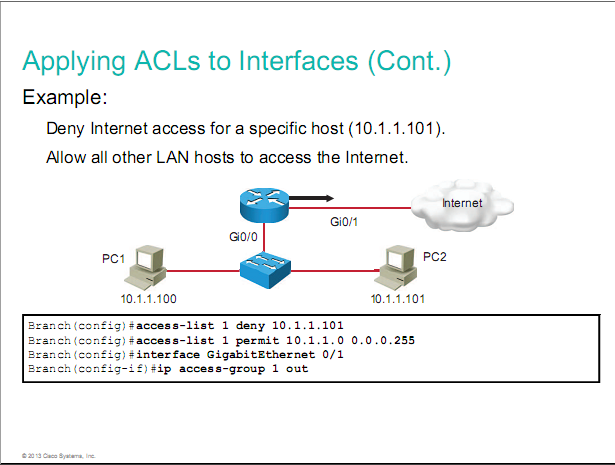 Applying ACLs to Interfaces (Cont.)
Example:
Deny Internet access for a specific host (10.1.1.101).
Allow all other LAN hosts to access the Internet.
Internet
Gi0/1
Gi0/0
PC1
PC2
10.1.1.100
10.1.1.101
Branch(config)#access-list 1 deny 10.1.1.101
Branch(config)#access-list 1 permit 10.1.1.0 0.0.0.255
Branch(config)#interface GigabitEthernet 0/1
Branch(config-if)#ip access-group 1 out
© 2013 Cisco Systems, Inc.